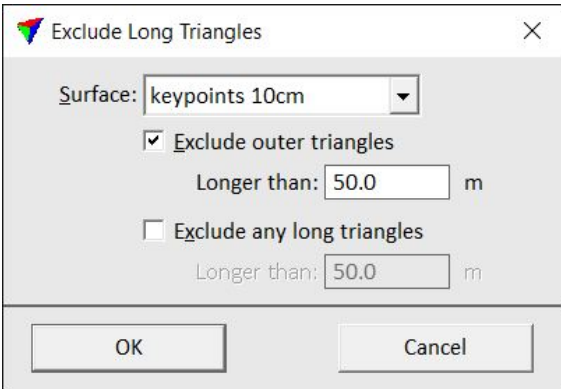 Exclude Long Triangles
Surface: keypoints 10cm
Exclude outer triangles
Longer than: 50.0 m
Exclude any long triangles
Longer than: 50.0 m
OK Cancel